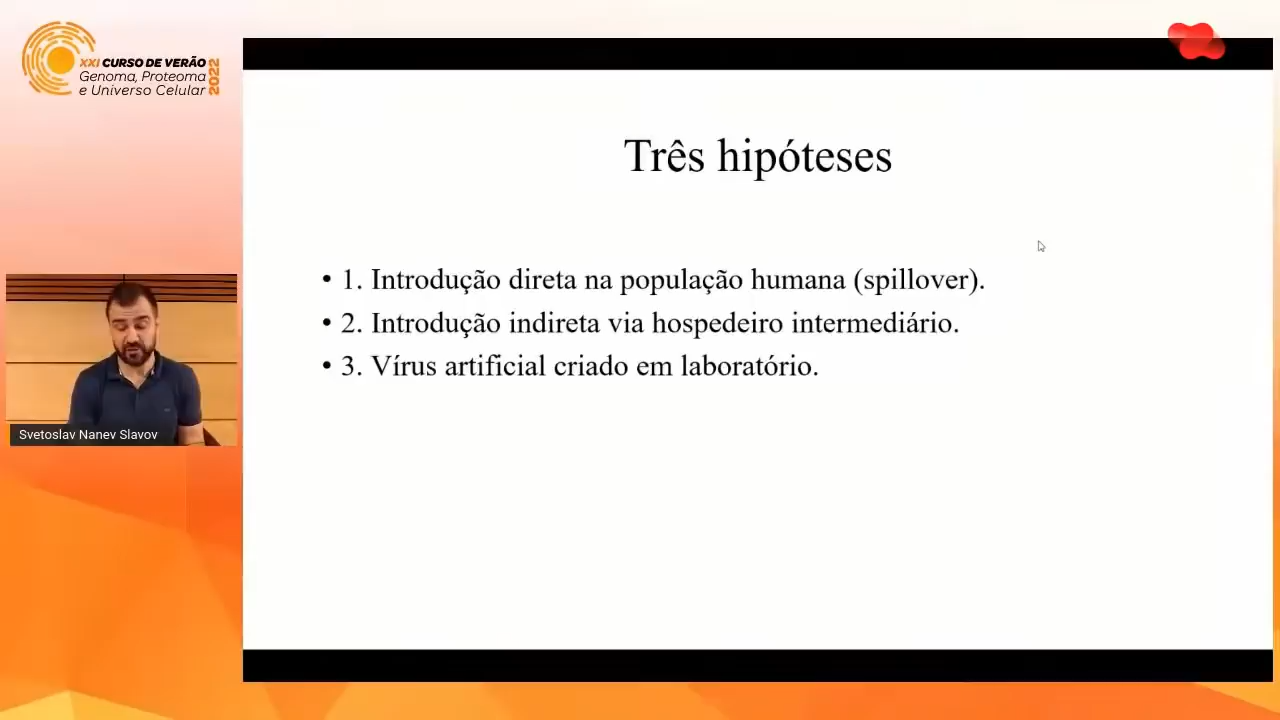 XXI CURSO DE VERÃO
Genoma, Proteoma
e Universo Celular
2022
Três hipóteses
• 1. Introdução direta na população humana (spillover).
• 2. Introdução indireta via hospedeiro intermediário.
• 3. Vírus artificial criado em laboratório.
Svetoslav Nanev Slavov